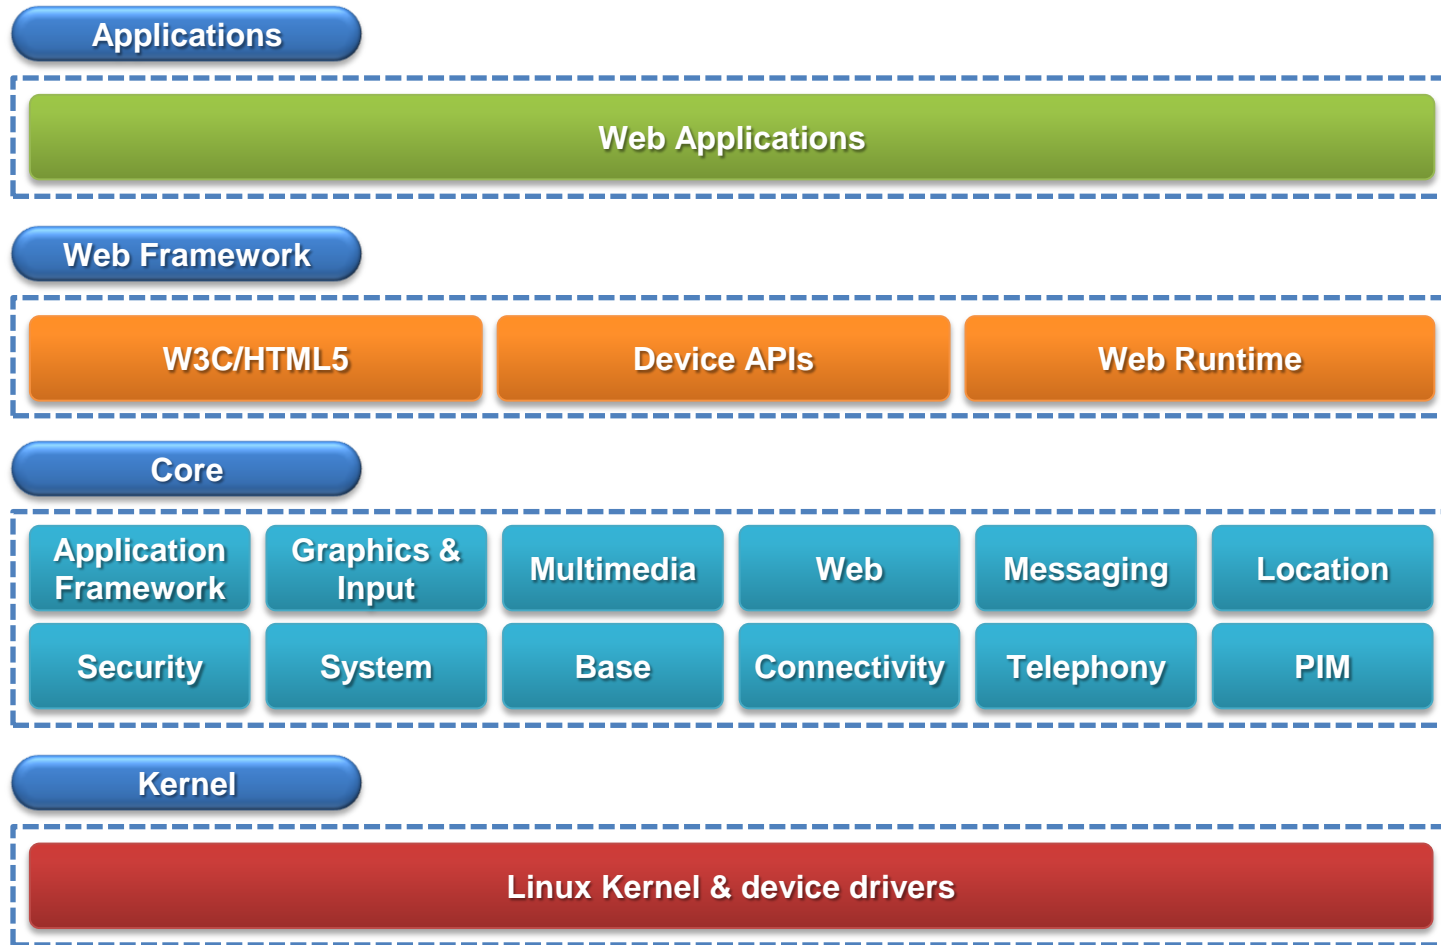 Applications
Web Applications
Web Framework
W3C/HTML5
Device APIs
Web Runtime
Core
Application
Framework
Graphics &
Input
Multimedia
Web
Messaging
Location
Security
System
Base
Connectivity
Telephony
PIM
Kernel
Linux Kernel & device drivers